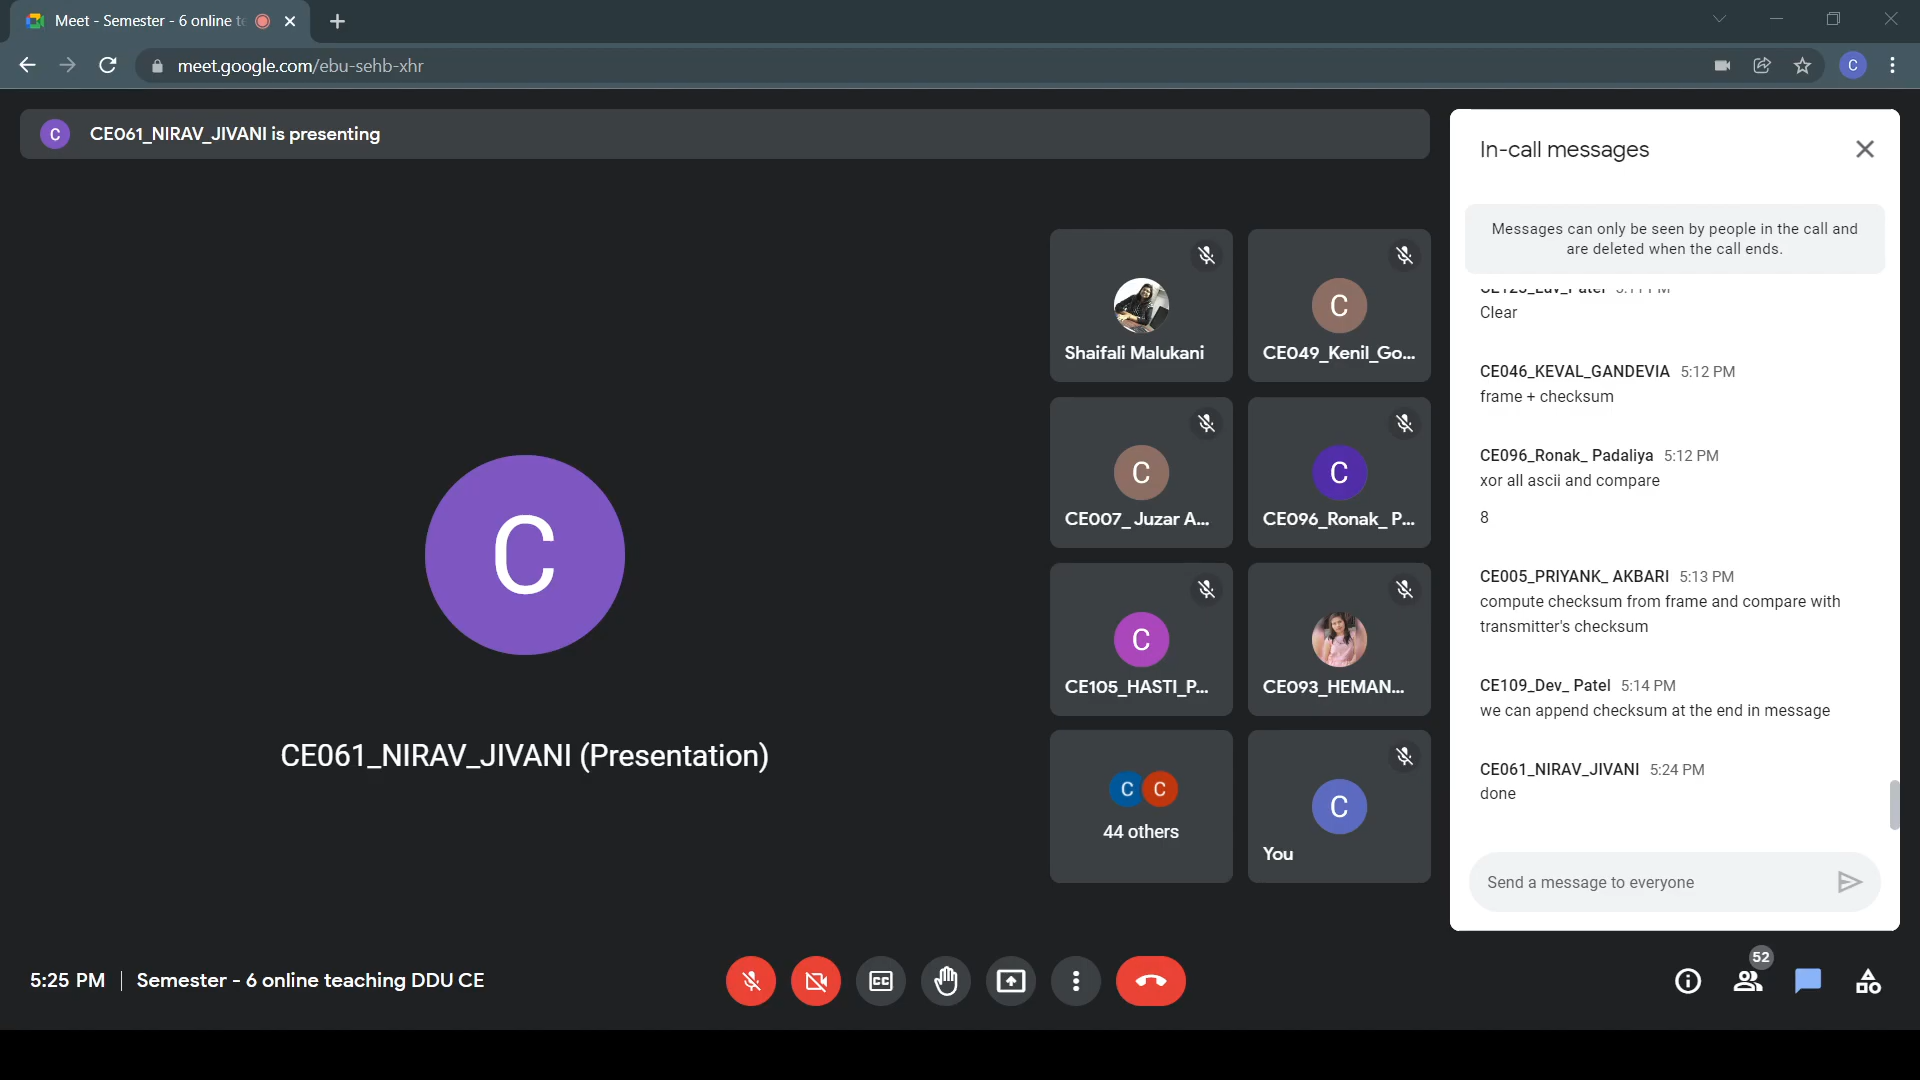 Meet - Semester - 6 online te
meet.google.com/ebu-sehb-xhr
C
C
CE061_NIRAV_JIVANI is presenting
C
CE061_NIRAV_JIVANI (Presentation)
Shaifali Malukani
C
CE049_Kenil_Go...
C
CE007_ Juzar A...
C
CE096_Ronak_ P...
C
CE105_HASTI_P...
CE093_HEMAN...
C C
44 others
C
You
In-call messages
Messages can only be seen by people in the call and
are deleted when the call ends.
Clear
CE046_KEVAL_GANDEVIA 5:12 PM
frame + checksum
CE096_Ronak_ Padaliya 5:12 PM
xor all ascii and compare
8
CE005_PRIYANK_ AKBARI 5:13 PM
compute checksum from frame and compare with
transmitter's checksum
CE109_Dev_ Patel 5:14 PM
we can append checksum at the end in message
CE061_NIRAV_JIVANI 5:24 PM
done
Send a message to everyone
5:25 PM | Semester - 6 online teaching DDU CE
CC
52